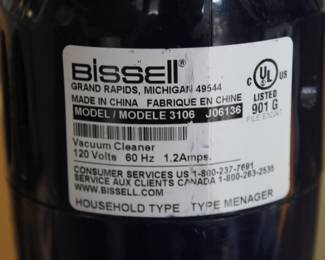 BISSELL®
GRAND RAPIDS, MICHIGAN 49544
MADE IN CHINA FABRIQUE EN CHINE
MODEL / MODELE 3106 J06136
C UL US
LISTED
901 G
Vacuum Cleaner
120 Volts 60 Hz 1.2Amps.
CONSUMER SERVICES US 1-800-237-7691
SERVICE AUX CLIENTS CANADA 1-800-263-2535
WWW.BISSELL.COM
HOUSEHOLD TYPE TYPE MENAGER